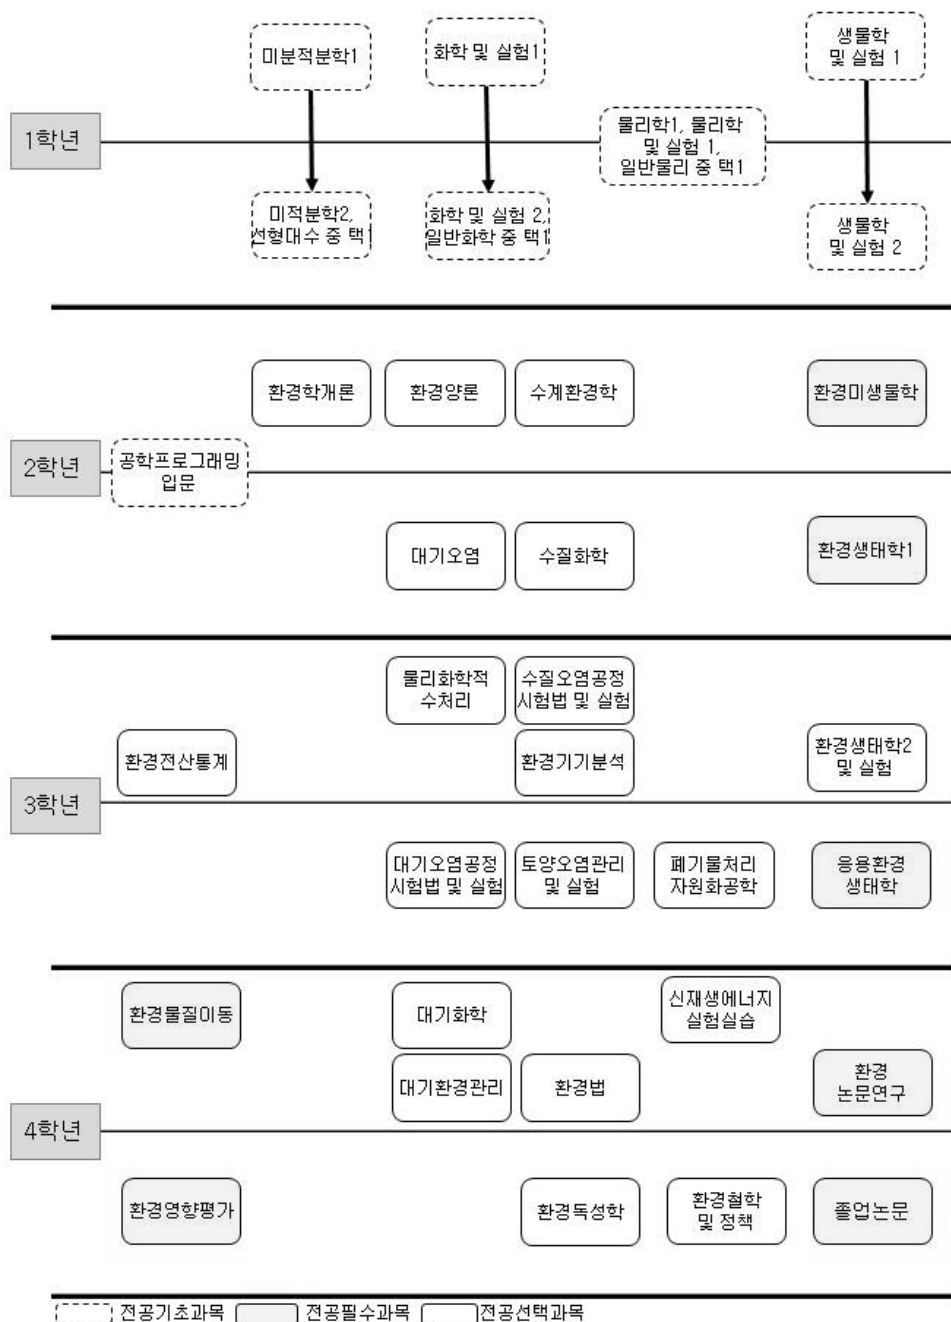 미분적분학1
화학 및 실험1
생물학
및 실험 1
1학년
물리학1, 물리학
및 실험 1,
일반물리 중 택1
미적분학2,
선형대수 중 택1
화학 및 실험 2,
일반화학 중 택1
생물학
및 실험 2
환경학개론
환경양론
수계환경학
환경미생물학
2학년
공학프로그래밍
입문
대기오염
수질화학
환경생태학1
물리화학적
수처리
수질오염공정
시험법 및 실험
환경전산통계
환경기기분석
환경생태학2
및 실험
3학년
대기오염공정
시험법 및 실험
토양오염관리
및 실험
폐기물처리
자원화공학
응용환경
생태학
환경물질이동
대기화학
신재생에너지
실험실습
대기환경관리
환경법
환경
논문연구
4학년
환경영향평가
환경독성학
환경철학
및 정책
졸업논문
전공기초과목 전공필수과목 전공선택과목